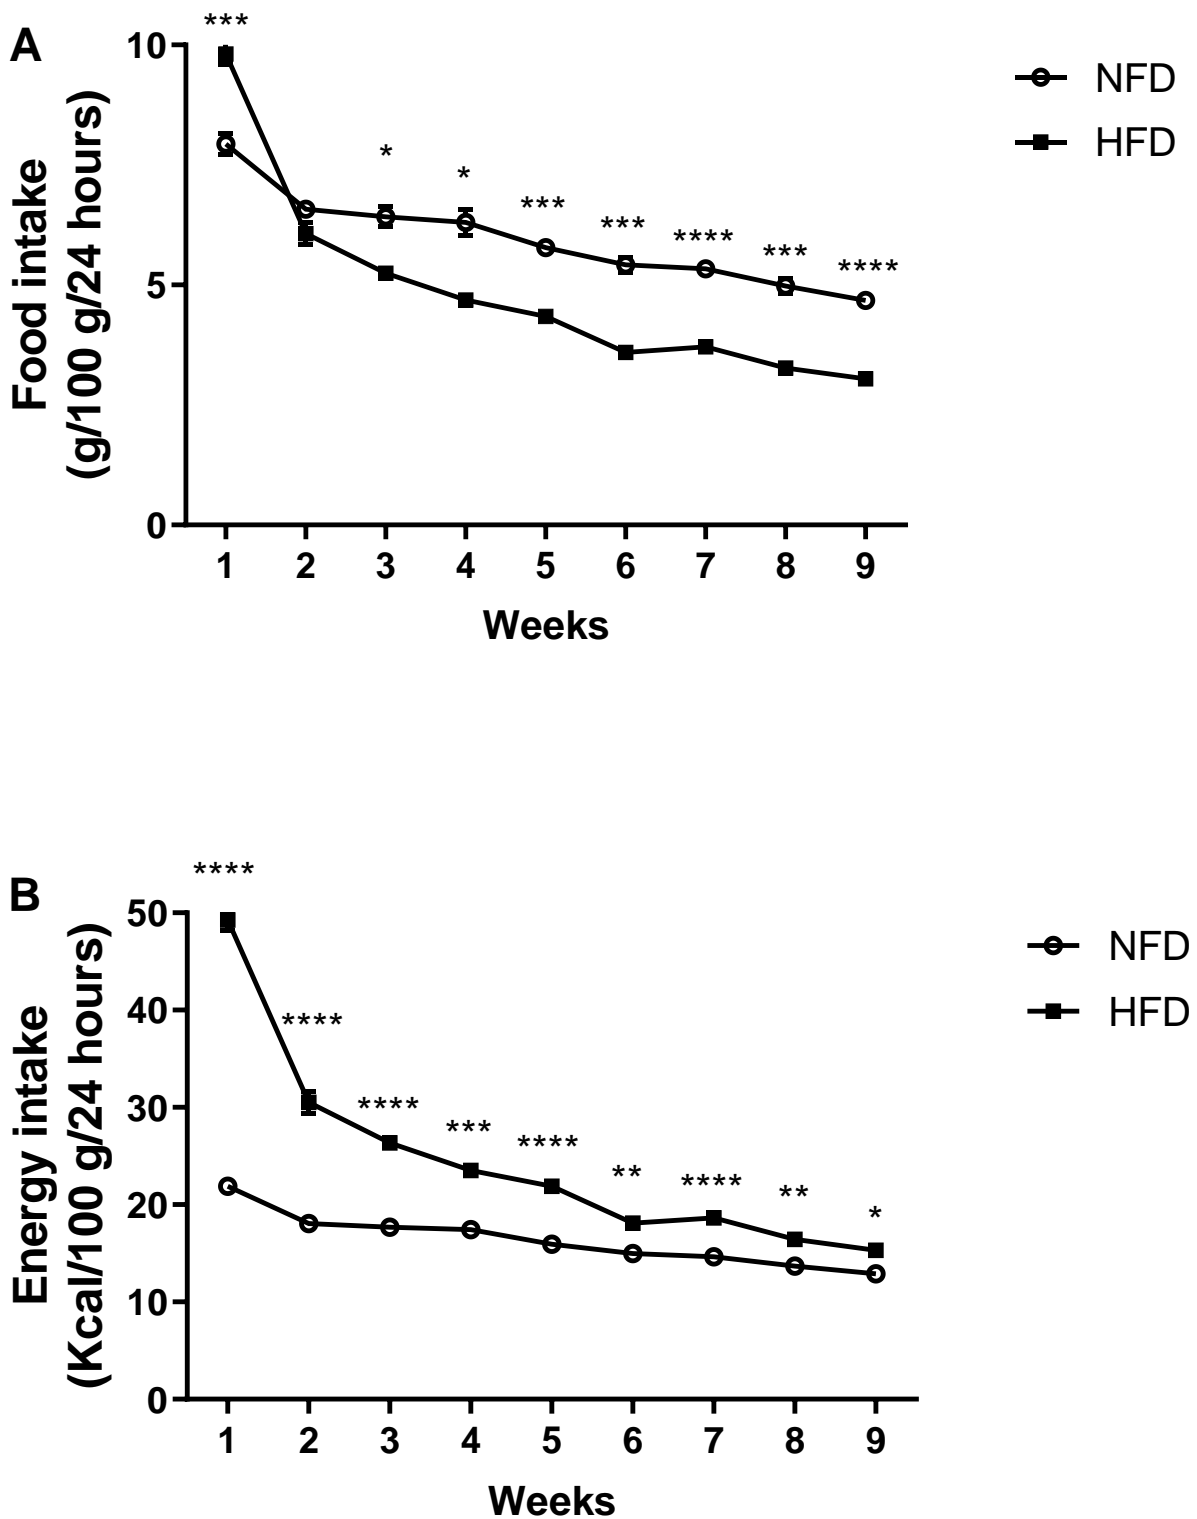 A
***
10
5
0
Food intake
(g/100 g/24 hours)
*
*
***
***
****
***
****
1 2 3 4 5 6 7 8 9
Weeks
NFD
HFD
B
****
50
40
30
20
10
0
Energy intake
(Kcal/100 g/24 hours)
****
****
***
****
**
****
**
*
1 2 3 4 5 6 7 8 9
Weeks
NFD
HFD